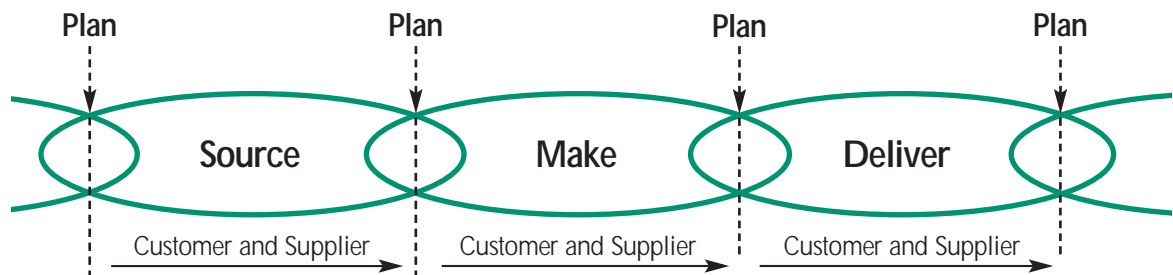 Plan Plan Plan Plan
Source Make Deliver
Customer and Supplier Customer and Supplier Customer and Supplier